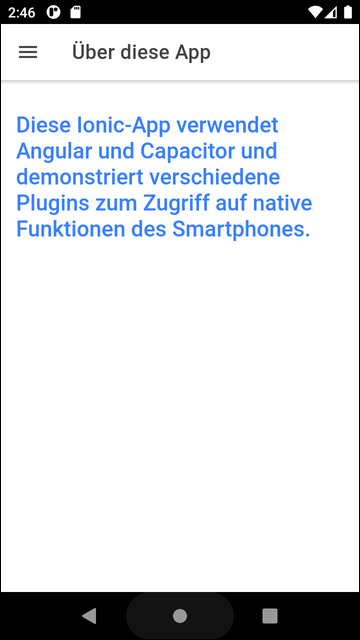 2:46
Über diese App
Diese Ionic-App verwendet
Angular und Capacitor und
demonstriert verschiedene
Plugins zum Zugriff auf native
Funktionen des Smartphones.